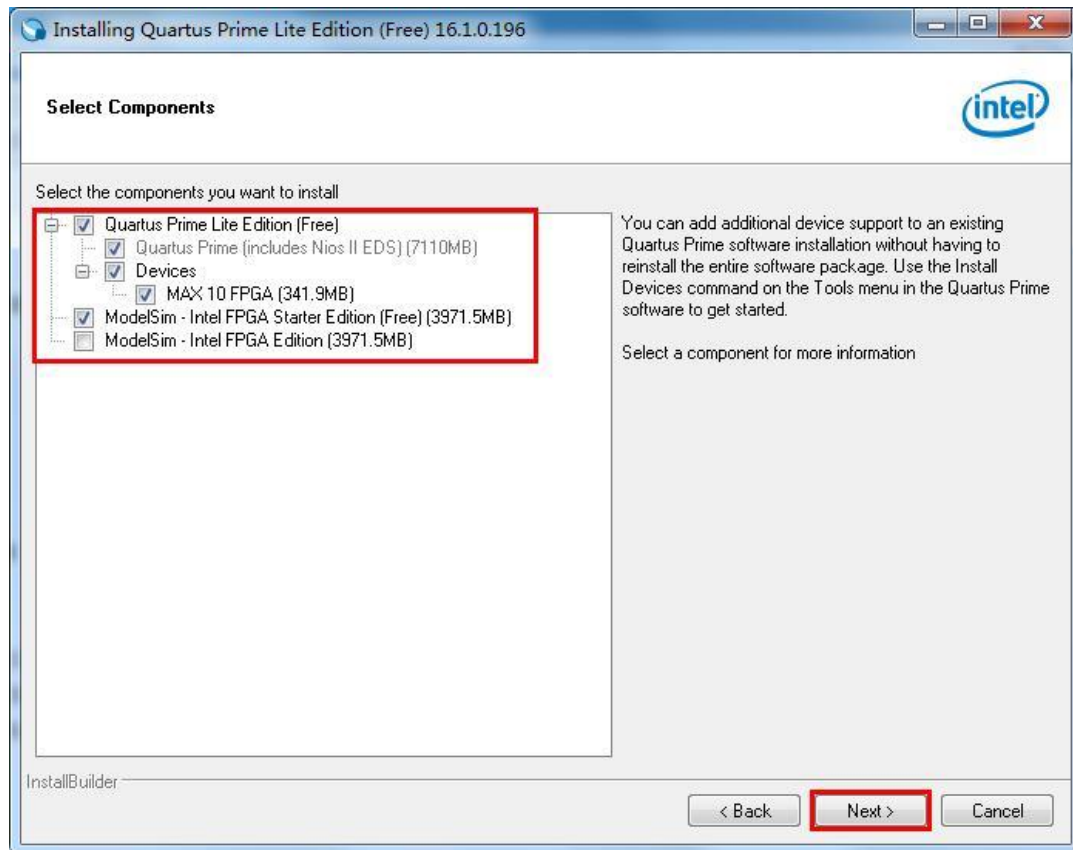 Installing Quartus Prime Lite Edition (Free) 16.1.0.196
Select Components
intel
Select the components you want to install
Quartus Prime Lite Edition (Free)
Quartus Prime (includes Nios II EDS) (7110MB)
Devices
MAX 10 FPGA (341.9MB)
ModelSim - Intel FPGA Starter Edition (Free) (3971.5MB)
ModelSim - Intel FPGA Edition (3971.5MB)
You can add additional device support to an existing
Quartus Prime software installation without having to
reinstall the entire software package. Use the Install
Devices command on the Tools menu in the Quartus Prime
software to get started.
Select a component for more information
InstallBuilder
< Back
Next >
Cancel